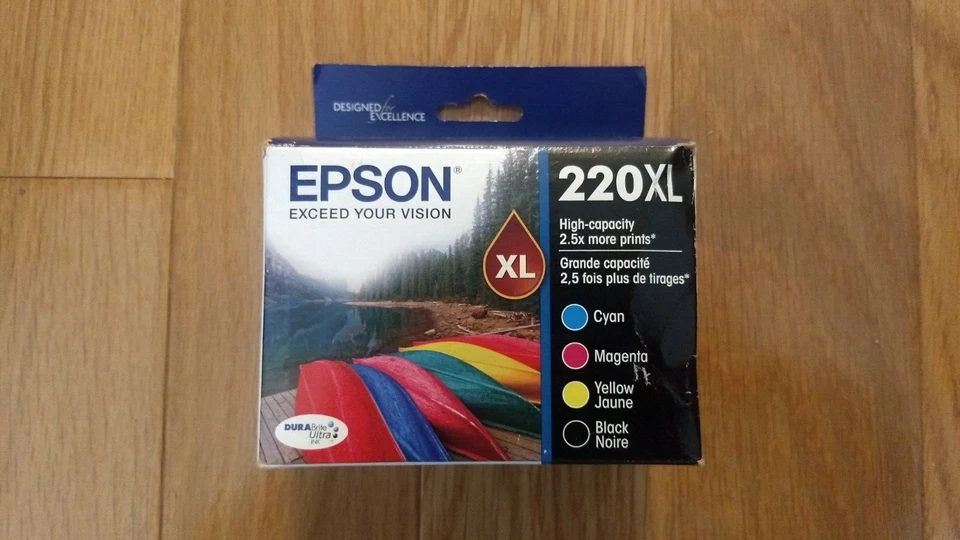 DESIGNED for
EXCELLENCE
EPSON®
EXCEED YOUR VISION
XL
DURABrite
Ultra
INK
220XL
High-capacity
2.5x more prints*
Grande capacité
2,5 fois plus de tirages*
Cyan
Magenta
Yellow
Jaune
Black
Noire